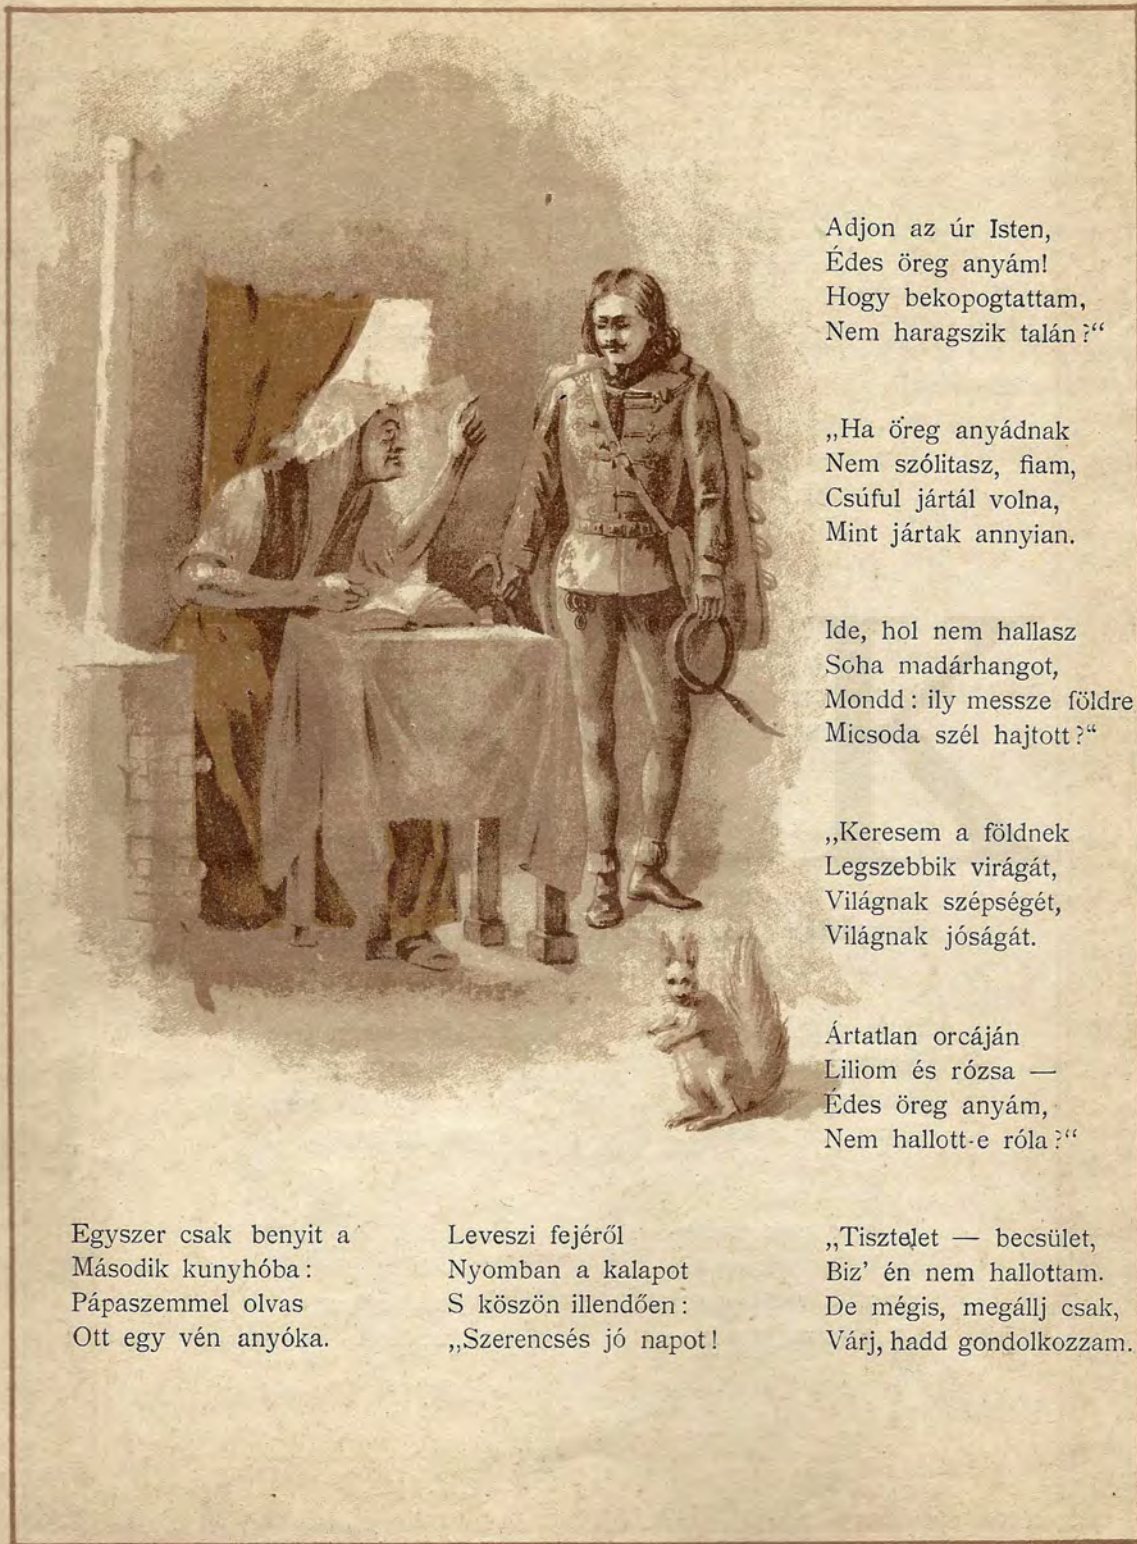 Egyszer csak benyit a
Második kunyhóba:
Pápaszemmel olvas
Ott egy vén anyóka.

Leveszi fejéről
Nyomban a kalapot
S köszön illendően:
„Szerencsés jó napot!

Adjon az úr Isten,
Édes öreg anyám!
Hogy bekopogtattam,
Nem haragszik talán?“

„Ha öreg anyádnak
Nem szólitasz, fiam,
Csúful jártál volna,
Mint jártak annyian.

Ide, hol nem hallasz
Soha madárhangot,
Mondd: ily messze földre
Micsoda szél hajtott?“

„Keresem a földnek
Legszebbik virágát,
Világnak szépségét,
Világnak jóságát.

Ártatlan orcáján
Liliom és rózsa —
Édes öreg anyám,
Nem hallott-e róla?“

„Tisztelet — becsület,
Biz’ én nem hallottam.
De mégis, megállj csak,
Várj, hadd gondolkozzam.